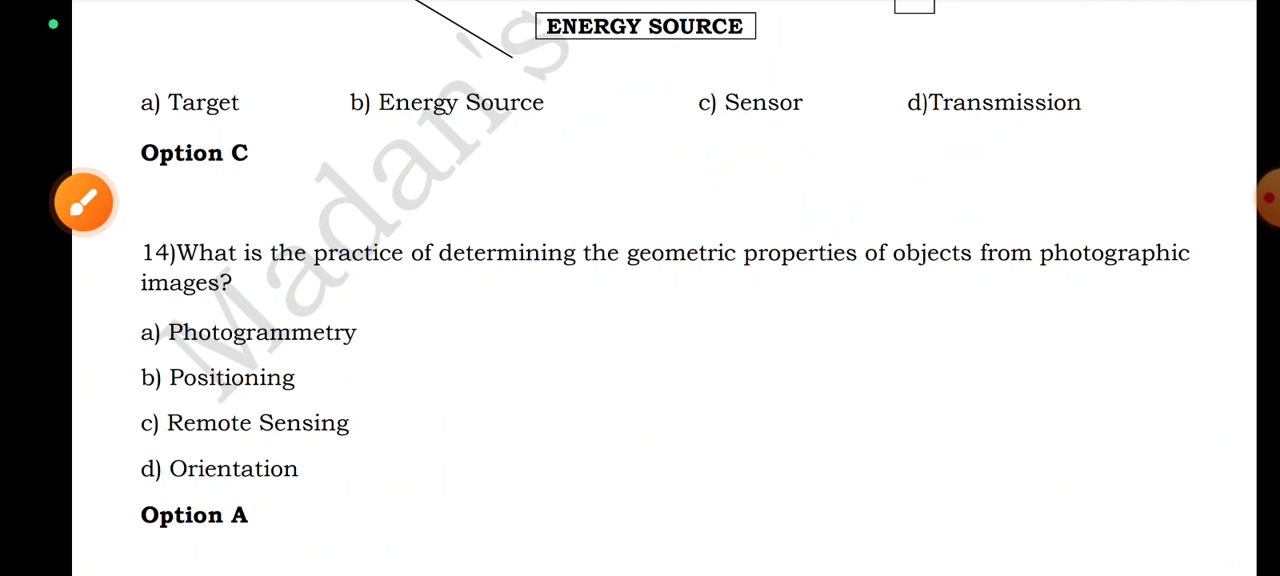 ENERGY SOURCE
a) Target b) Energy Source c) Sensor d)Transmission
Option C
14)What is the practice of determining the geometric properties of objects from photographic
images?
a) Photogrammetry
b) Positioning
c) Remote Sensing
d) Orientation
Option A
Madan's